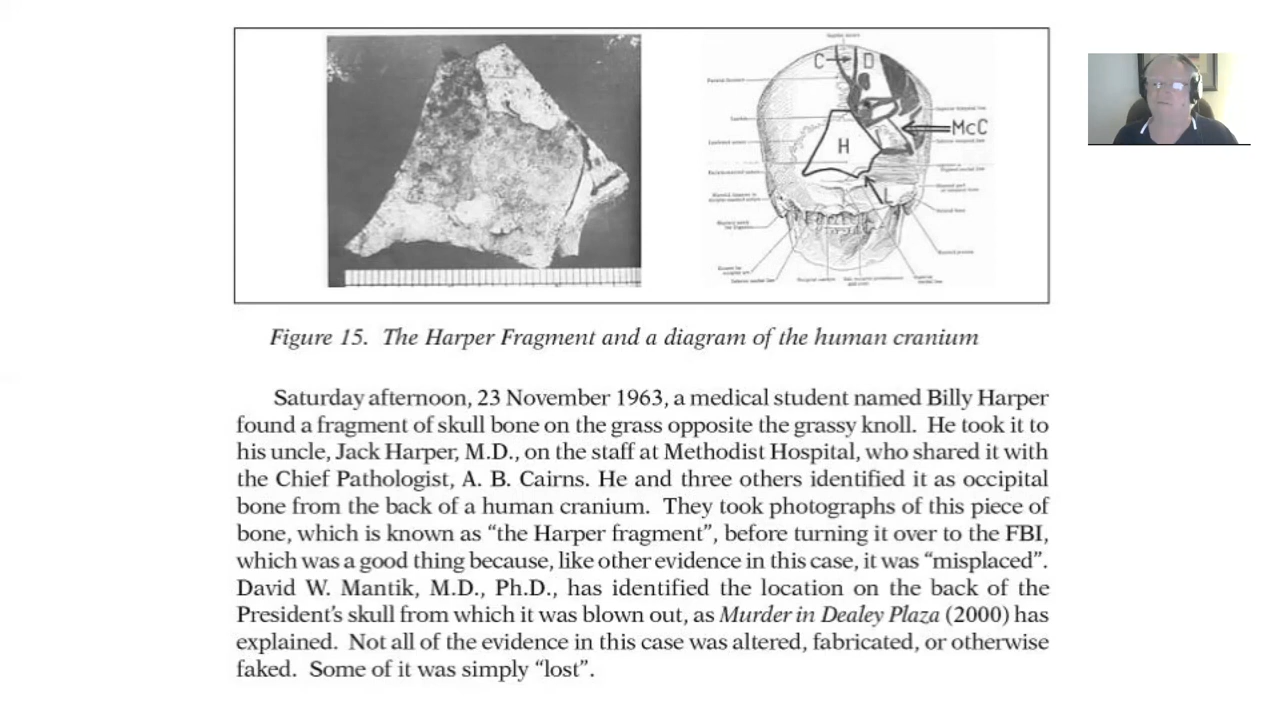 C
D
McC
H
L
Figure 15. The Harper Fragment and a diagram of the human cranium
Saturday afternoon, 23 November 1963, a medical student named Billy Harper
found a fragment of skull bone on the grass opposite the grassy knoll. He took it to
his uncle, Jack Harper, M.D., on the staff at Methodist Hospital, who shared it with
the Chief Pathologist, A. B. Cairns. He and three others identified it as occipital
bone from the back of a human cranium. They took photographs of this piece of
bone, which is known as “the Harper fragment”, before turning it over to the FBI,
which was a good thing because, like other evidence in this case, it was “misplaced”.
David W. Mantik, M.D., Ph.D., has identified the location on the back of the
President’s skull from which it was blown out, as Murder in Dealey Plaza (2000) has
explained. Not all of the evidence in this case was altered, fabricated, or otherwise
faked. Some of it was simply “lost”.